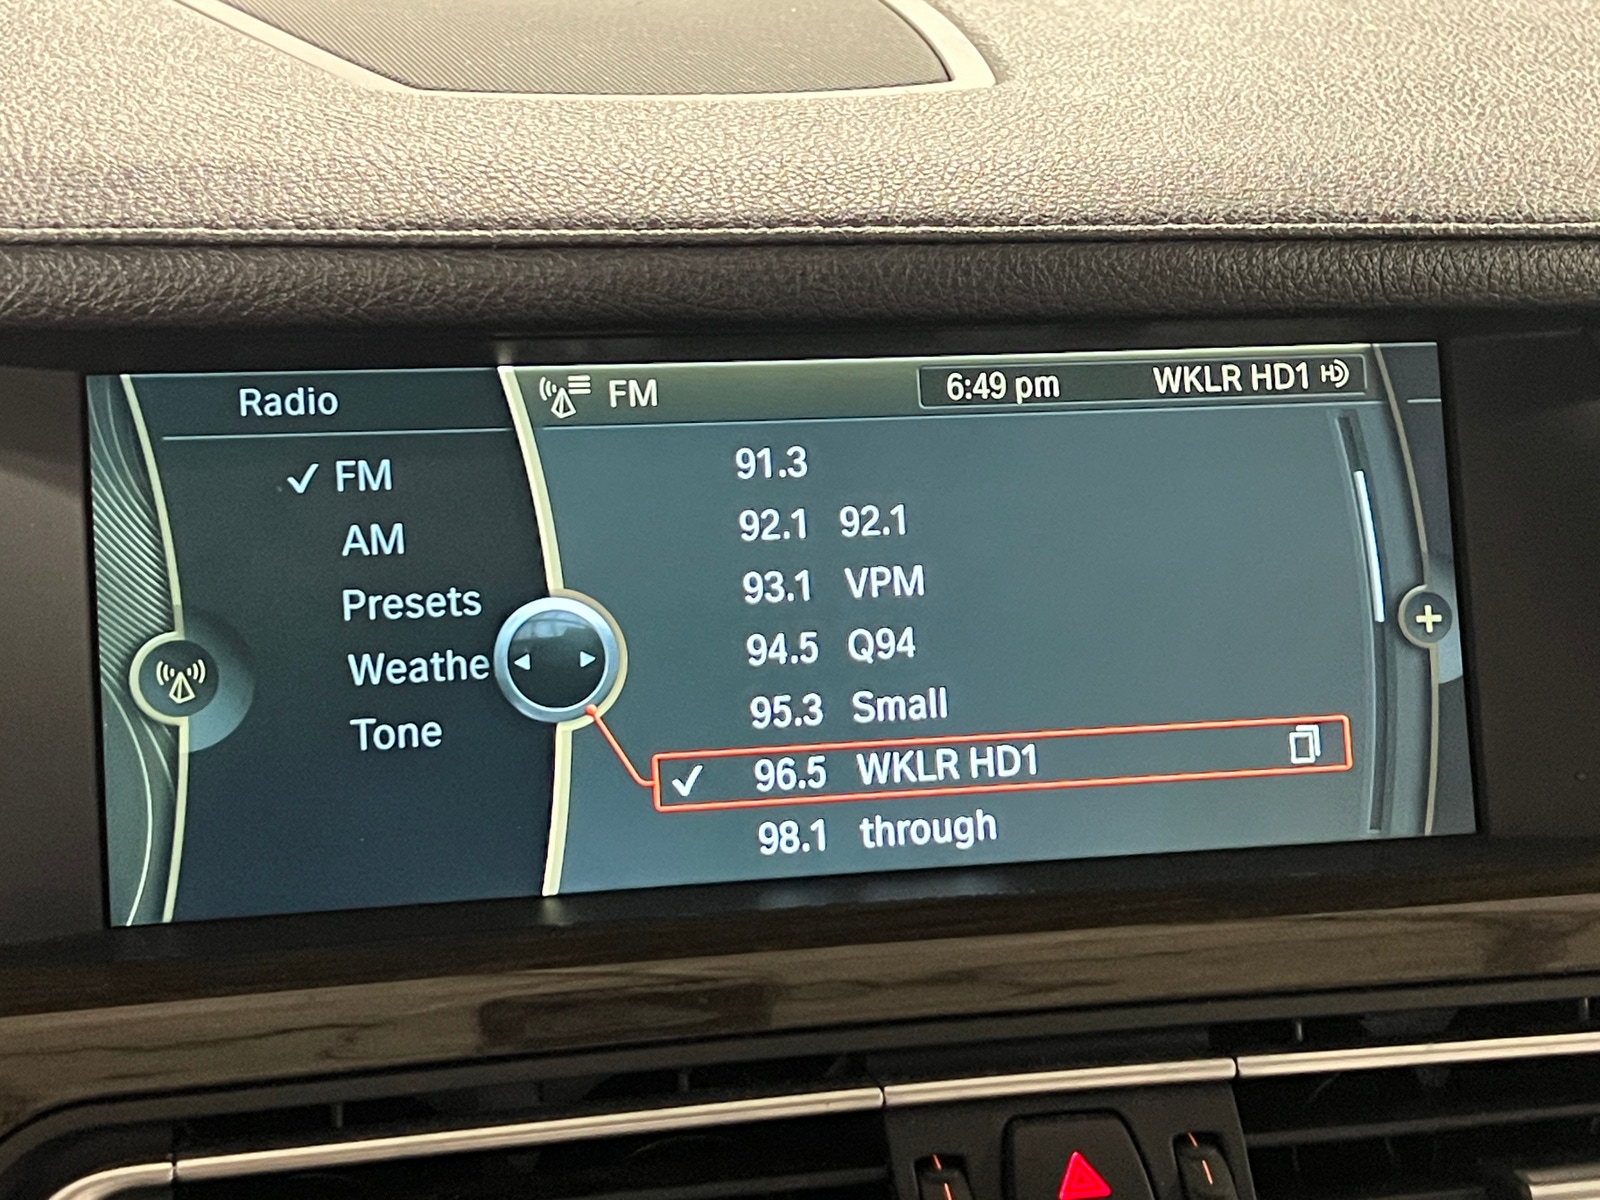 Radio
FM
AM
Presets
Weathe
Tone
FM
6:49 pm WKLR HD1 HD
91.3
92.1 92.1
93.1 VPM
94.5 Q94
95.3 Small
96.5 WKLR HD1
98.1 through